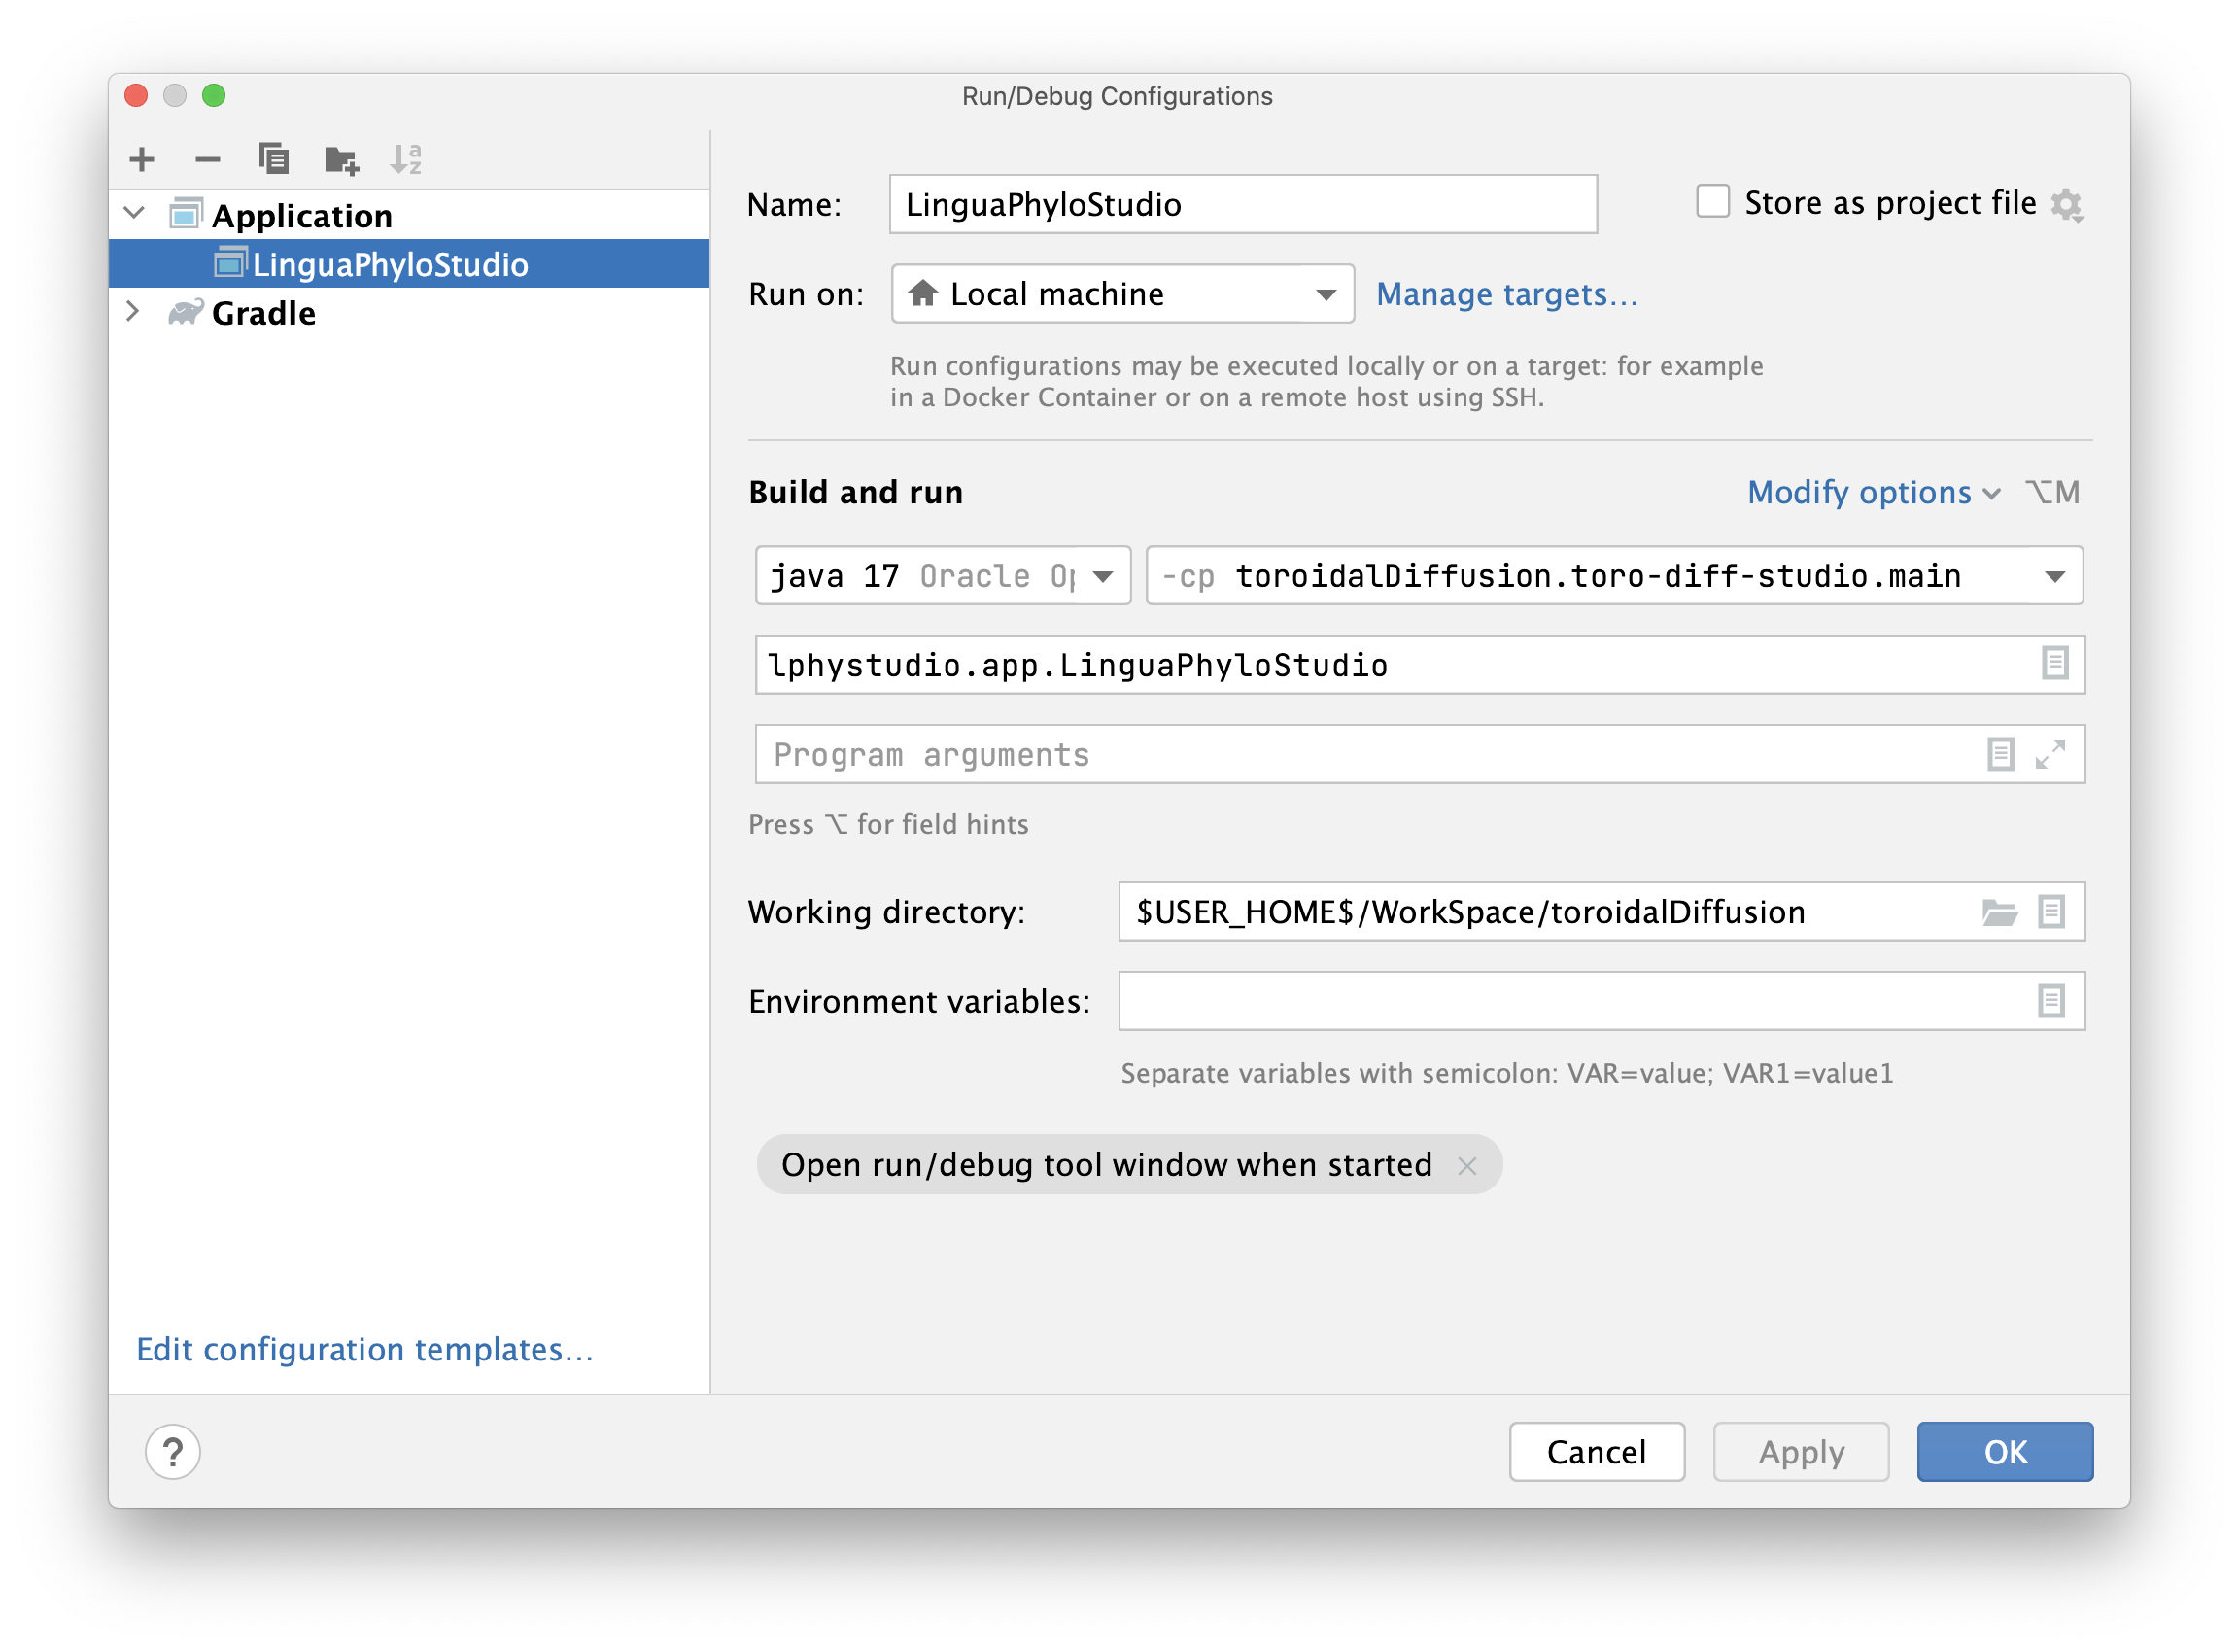 Run/Debug Configurations
Application
LinguaPhyloStudio
Gradle
Edit configuration templates...
Name: LinguaPhyloStudio Store as project file
Run on: Local machine Manage targets...
Run configurations may be executed locally or on a target: for example
in a Docker Container or on a remote host using SSH.
Build and run Modify options ⌥M
java 17 Oracle -cp toroidalDiffusion.toro-diff-studio.main
lphystudio.app.LinguaPhyloStudio
Program arguments
Press ⌥ for field hints
Working directory: $USER_HOME$/WorkSpace/toroidalDiffusion
Environment variables:
Separate variables with semicolon: VAR=value; VAR1=value1
Open run/debug tool window when started
? Cancel Apply OK